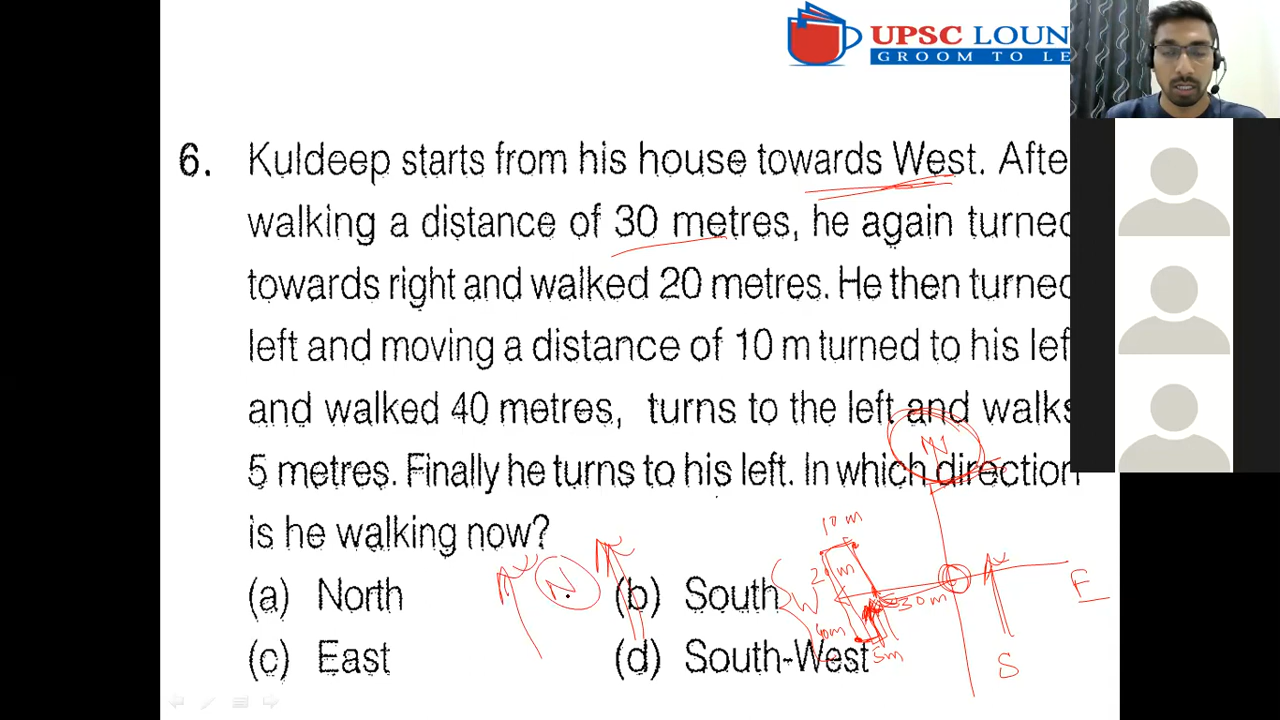 UPSC LOUN
GROOM TO LE
6. Kuldeep starts from his house towards West. Afte
walking a distance of 30 metres, he again turned
towards right and walked 20 metres. He then turned
left and moving a distance of 10 m turned to his lef
and walked 40 metres, turns to the left and walks
5 metres. Finally he turns to his left. In which direction
is he walking now?
(a) North (b) South
(c) East (d) South-West
N
10 m
20 m
N
W
30 m
E
40m
5m
S